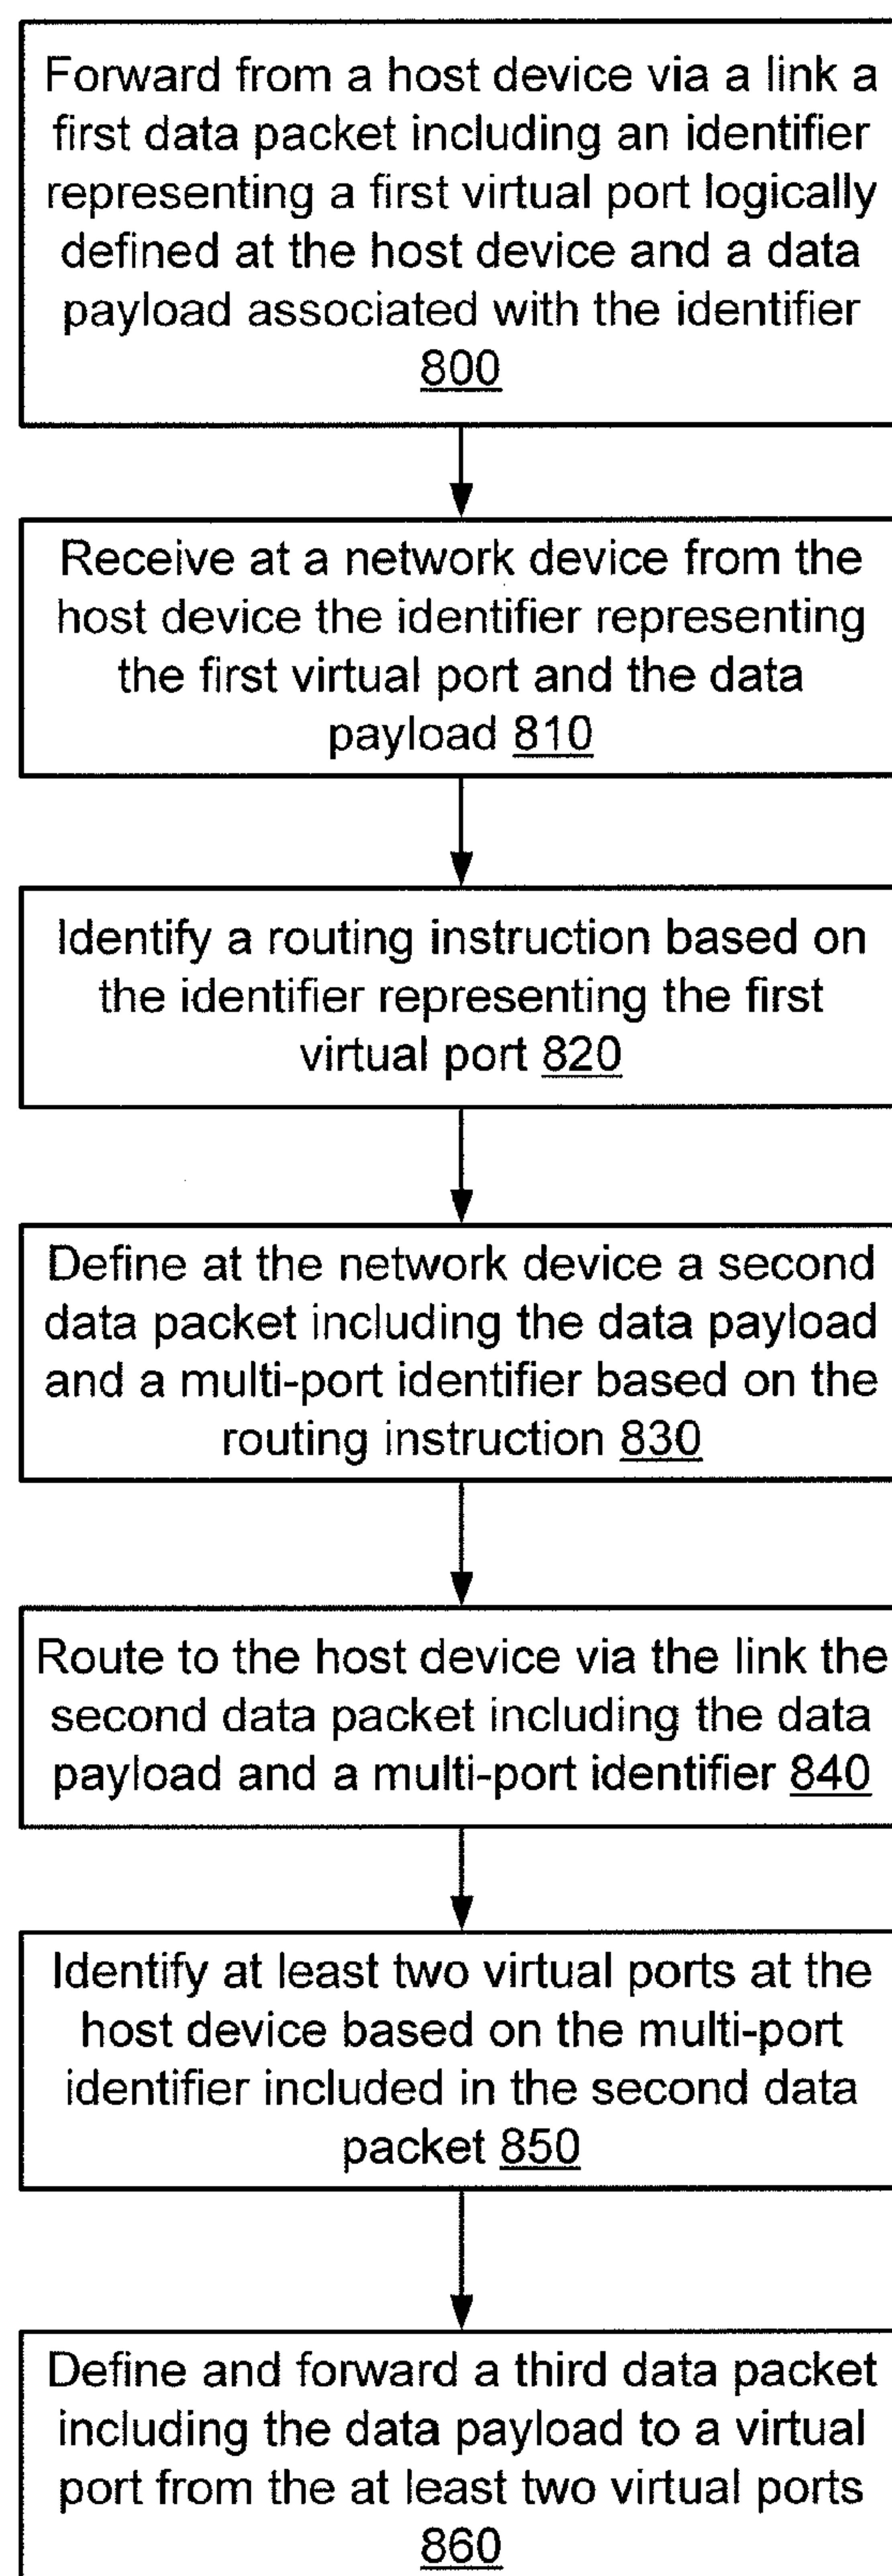 Forward from a host device via a link a
first data packet including an identifier
representing a first virtual port logically
defined at the host device and a data
payload associated with the identifier
800
Receive at a network device from the
host device the identifier representing
the first virtual port and the data
payload 810
Identify a routing instruction based on
the identifier representing the first
virtual port 820
Define at the network device a second
data packet including the data payload
and a multi-port identifier based on the
routing instruction 830
Route to the host device via the link the
second data packet including the data
payload and a multi-port identifier 840
Identify at least two virtual ports at the
host device based on the multi-port
identifier included in the second data
packet 850
Define and forward a third data packet
including the data payload to a virtual
port from the at least two virtual ports
860